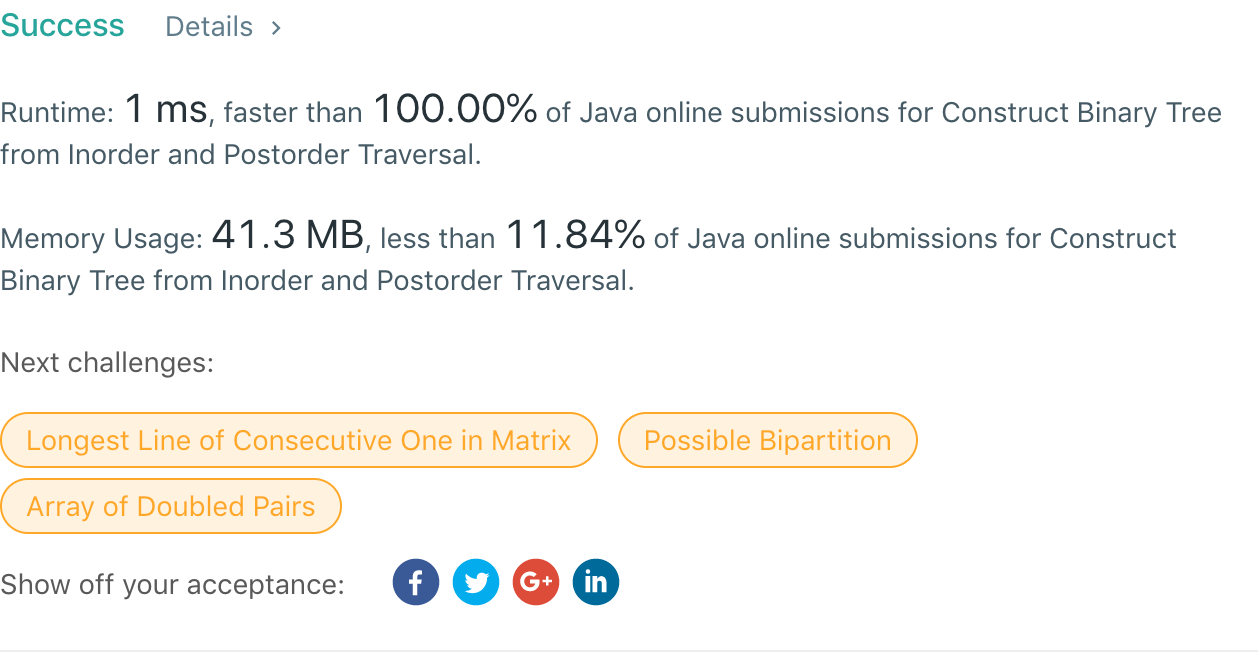 Success Details >
Runtime: 1 ms, faster than 100.00% of Java online submissions for Construct Binary Tree
from Inorder and Postorder Traversal.
Memory Usage: 41.3 MB, less than 11.84% of Java online submissions for Construct
Binary Tree from Inorder and Postorder Traversal.
Next challenges:
Longest Line of Consecutive One in Matrix Possible Bipartition
Array of Doubled Pairs
Show off your acceptance: f G+ in